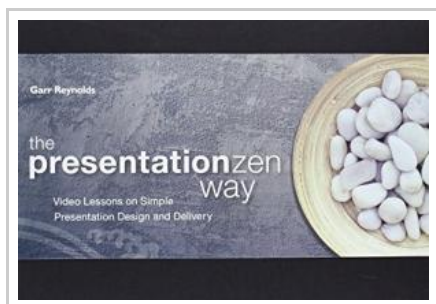 Garr Reynolds
the
presentationzen
way
Video Lessons on Simple
Presentation Design and Delivery